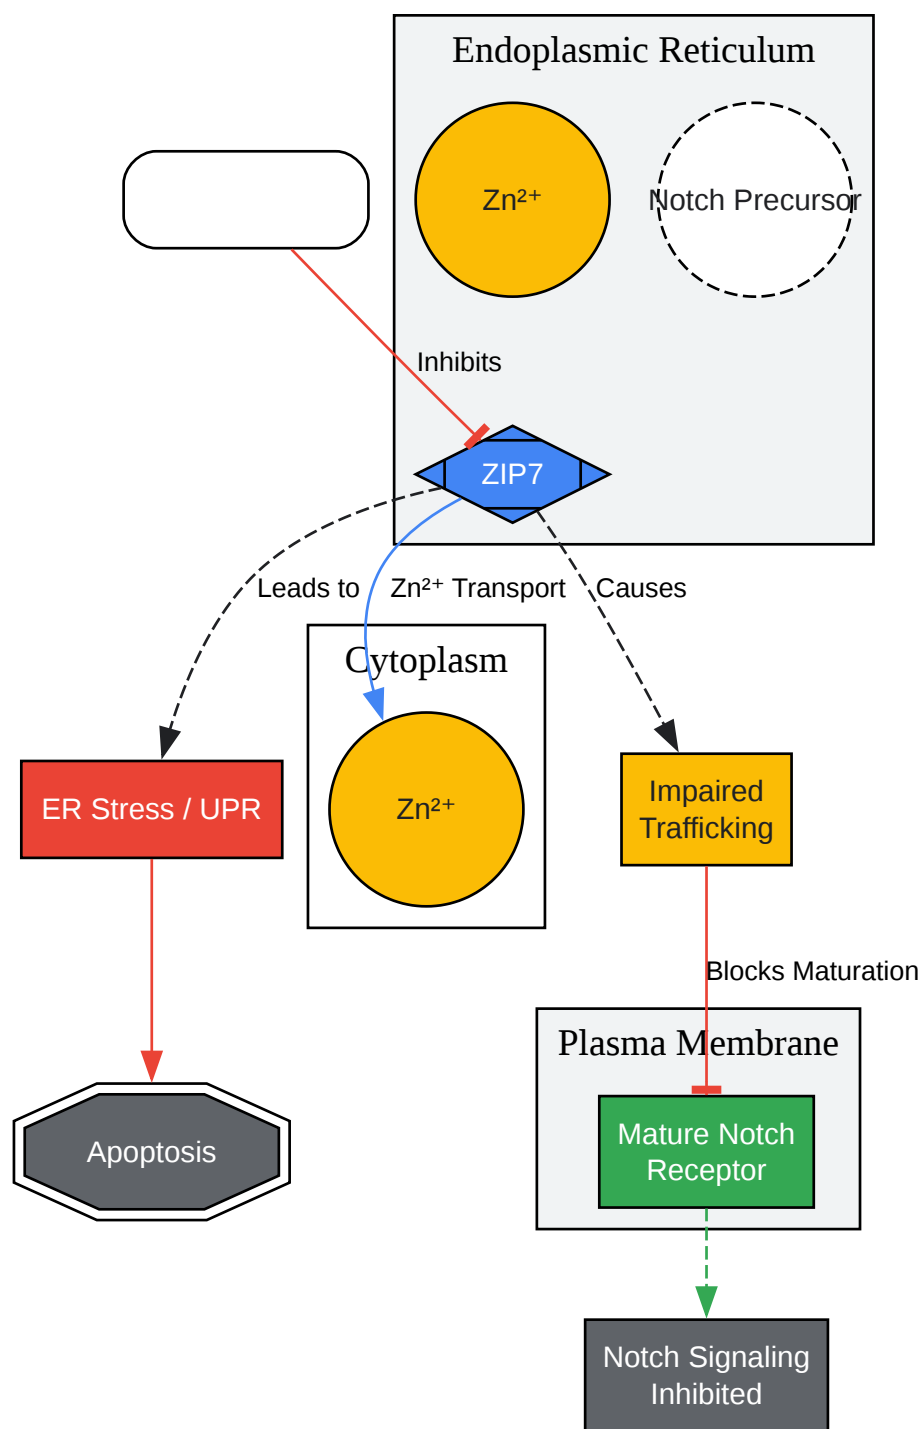 Endoplasmic Reticulum
Zn²⁺
Notch Precursor
Inhibits
ZIP7
Leads to
Zn²⁺ Transport
Causes
Cytoplasm
Zn²⁺
ER Stress / UPR
Impaired
Trafficking
Blocks Maturation
Plasma Membrane
Mature Notch
Receptor
Apoptosis
Notch Signaling
Inhibited